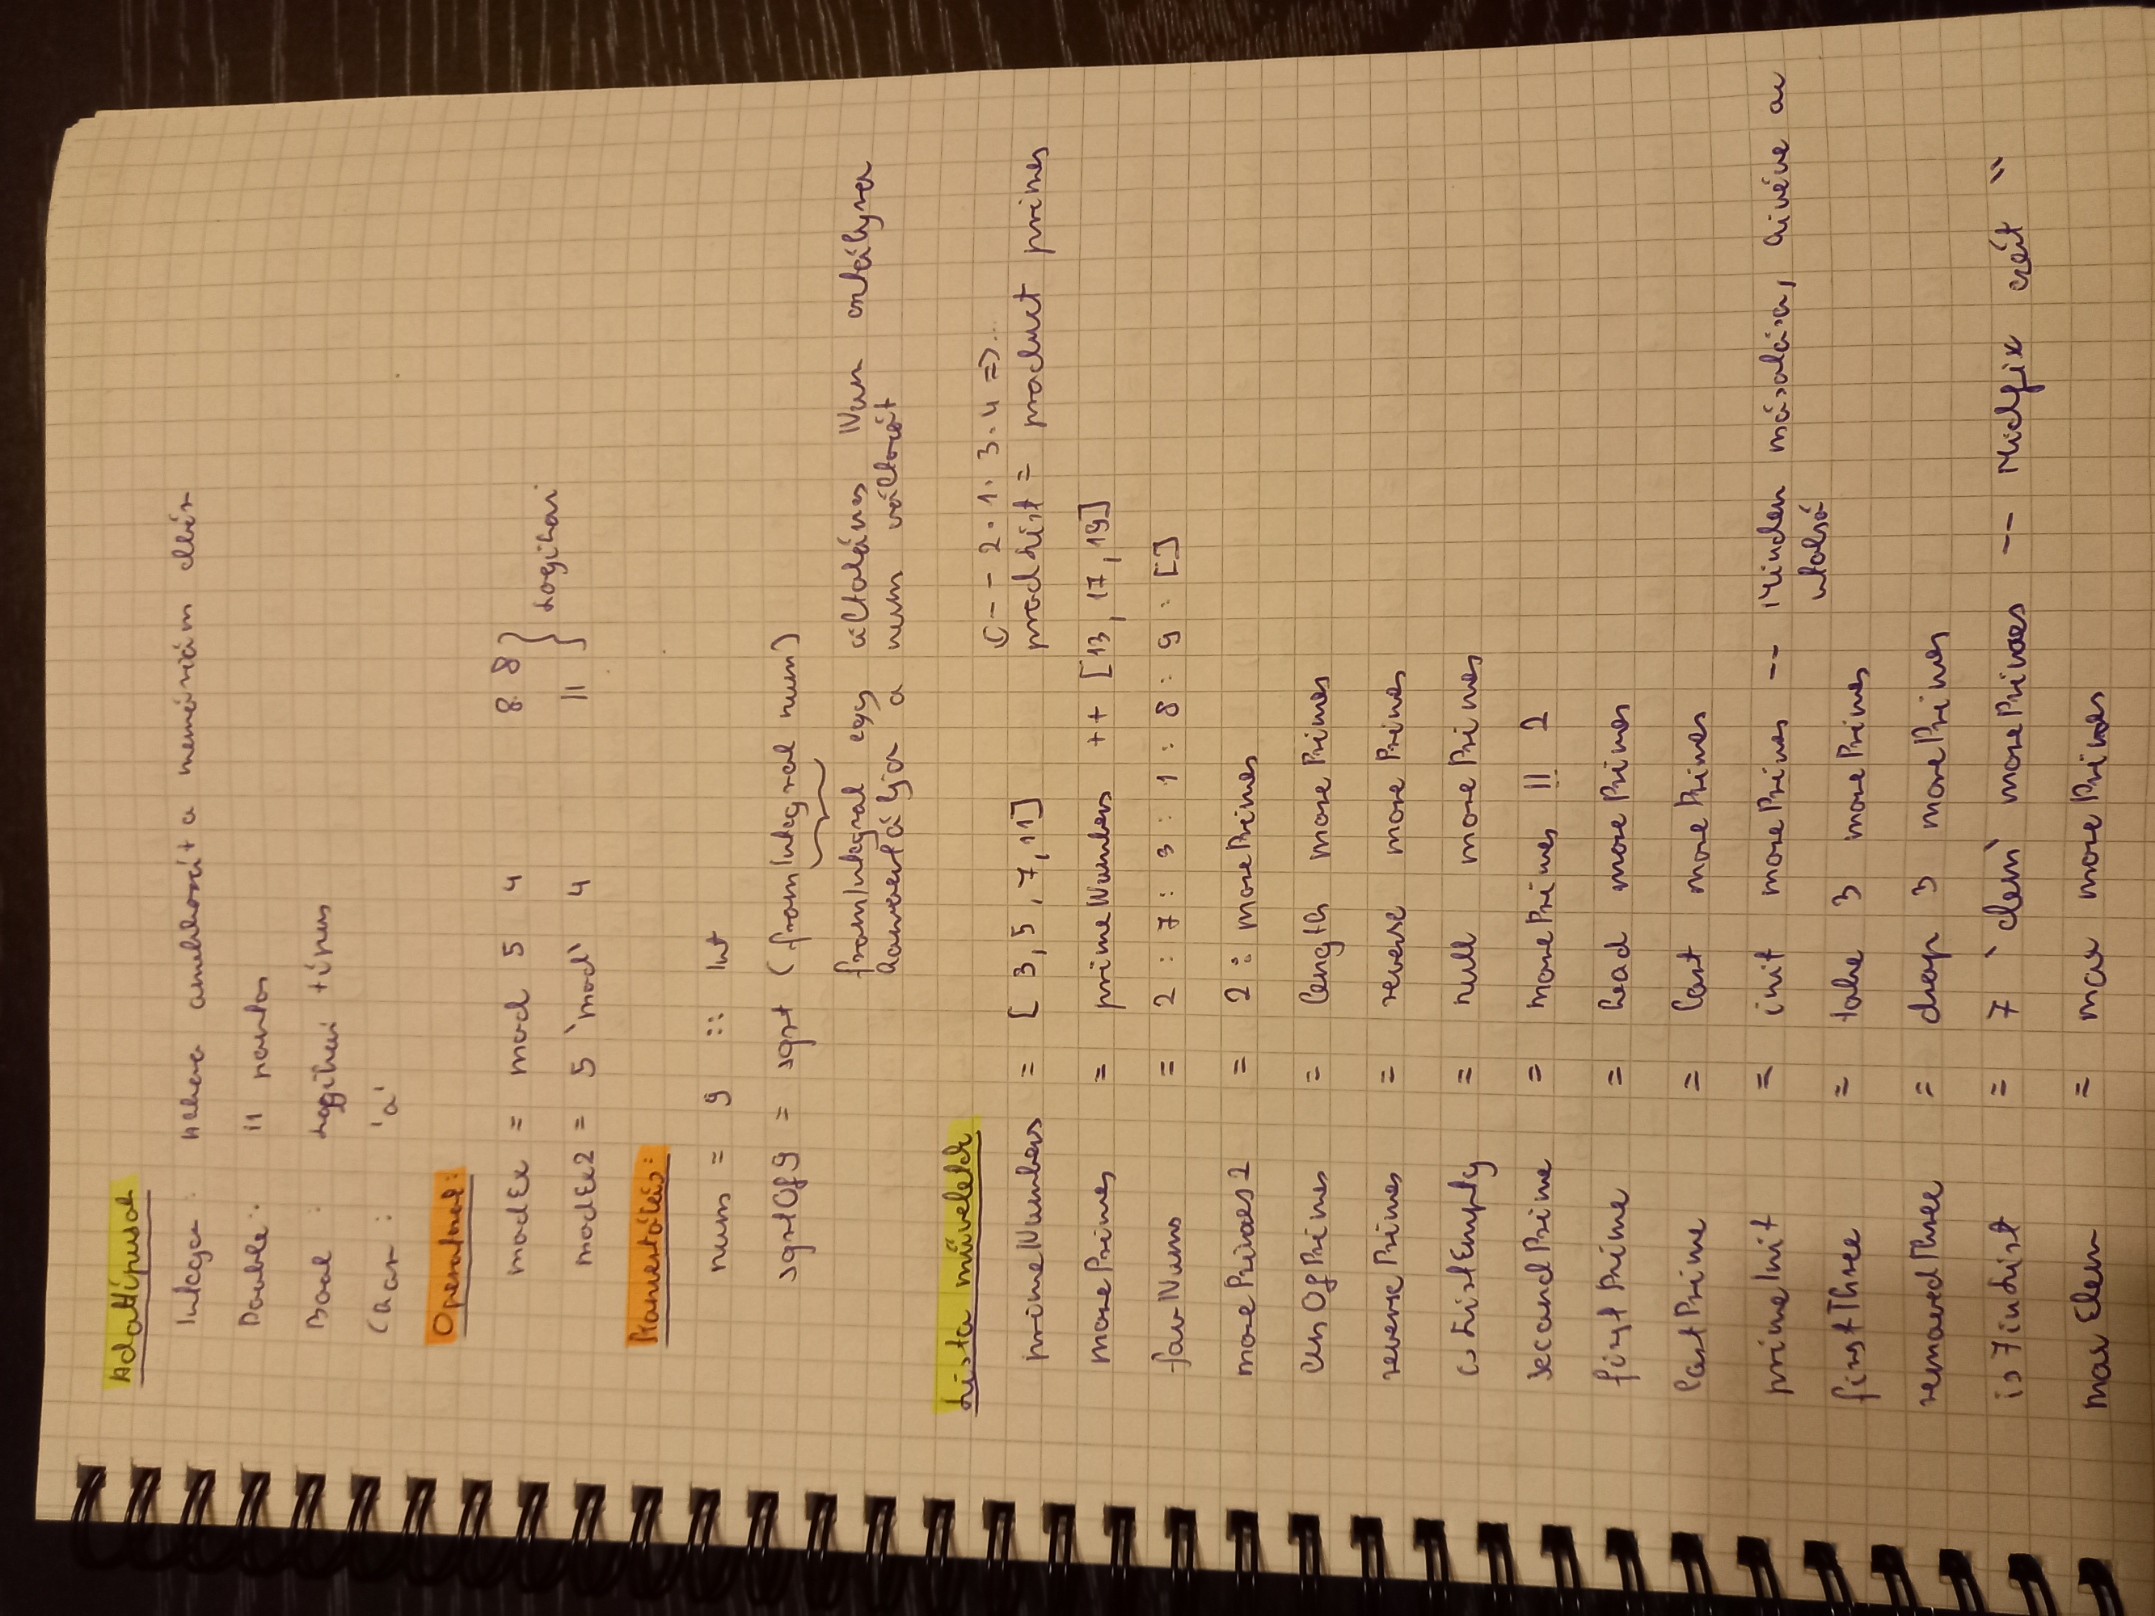 Adattípusok
Integer : Akkora amekkorát a memóriám elbír
Double : 11 pontos
Bool : Logikai típus
Char : 'a'
Operatorok:
modEx = mod 5 4 && } Logikai
modEx2 = 5 `mod` 4 ||
Konvertálás:
nums = 9 :: Int
sqrtOf9 = sqrt (fromIntegral num)
fromIntegral egy általános Num osztályra
konvertálja a num változót
Lista műveletek
-- 2 · 1 · 3 · 4 => ..
primeNumbers = [ 3, 5, 7, 11] prodList = product primes
morePrimes = primeNumbers ++ [13, 17, 19]
favNums = 2 : 7 : 3 : 1 : 8 : 9 : []
morePrimes2 = 2 : morePrimes
lenOfPrimes = length morePrimes
reversePrimes = reverse morePrimes
isListEmpty = null morePrimes
secondPrime = morePrimes !! 2
firstPrime = head morePrimes
lastPrime = last morePrimes
primeInit = init morePrimes -- Minden másolása, kivéve az
utolsó
firstThree = take 3 morePrimes
removedThree = drop 3 morePrimes
is7inList = 7 `elem` morePrimes -- Midfix ezért ``
maxElem = max morePrimes